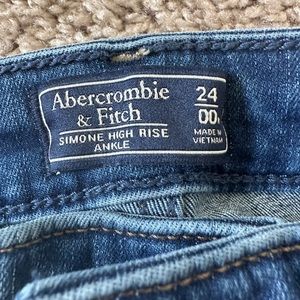 Abercrombie
& Fitch
SIMONE HIGH RISE
ANKLE
24
00
MADE IN
VIETNAM